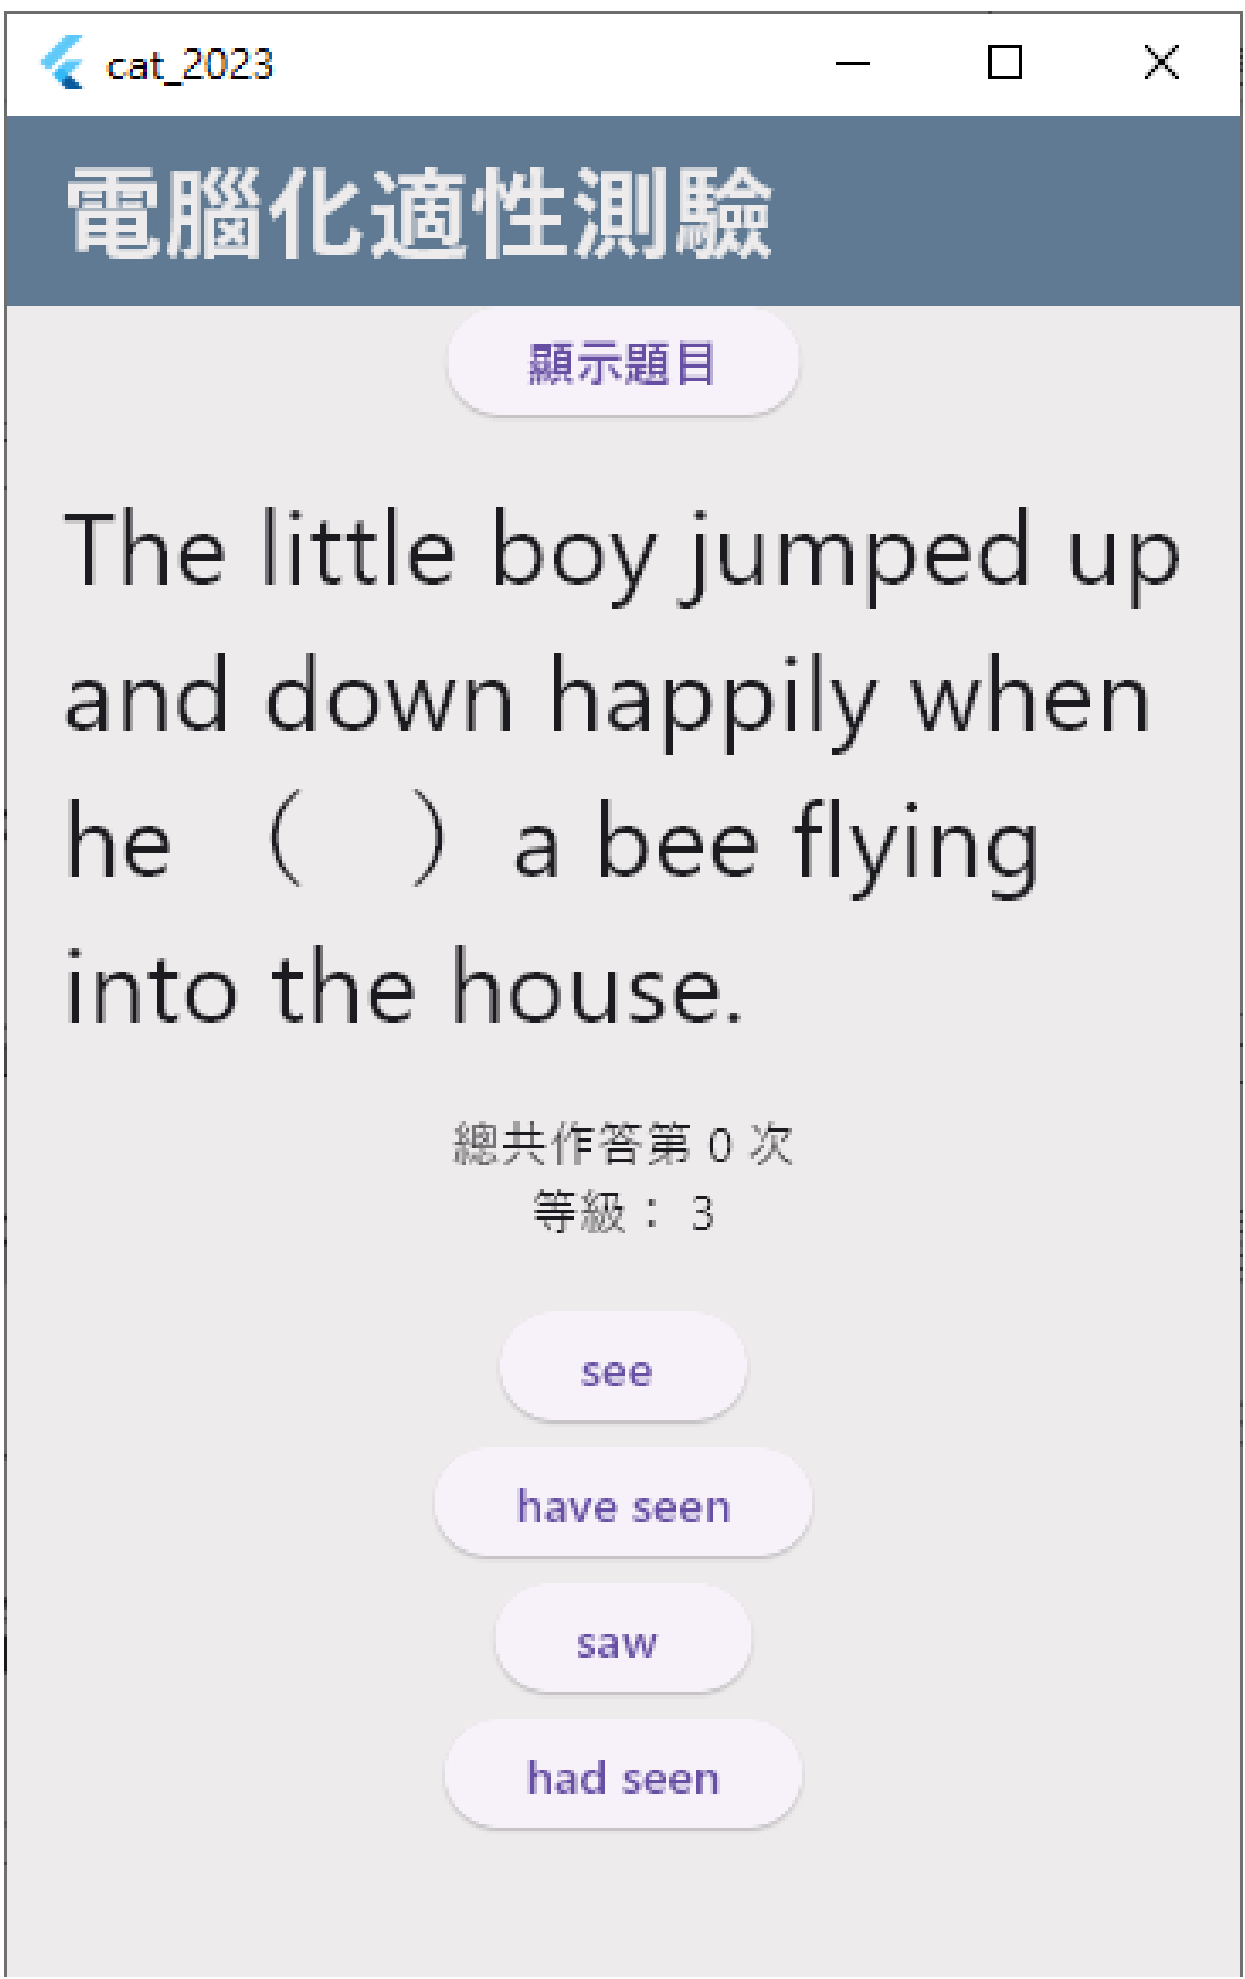 cat_2023
電腦化適性測驗
顯示題目
The little boy jumped up
and down happily when
he （　）a bee flying
into the house.
總共作答第 0 次
等級： 3
see
have seen
saw
had seen